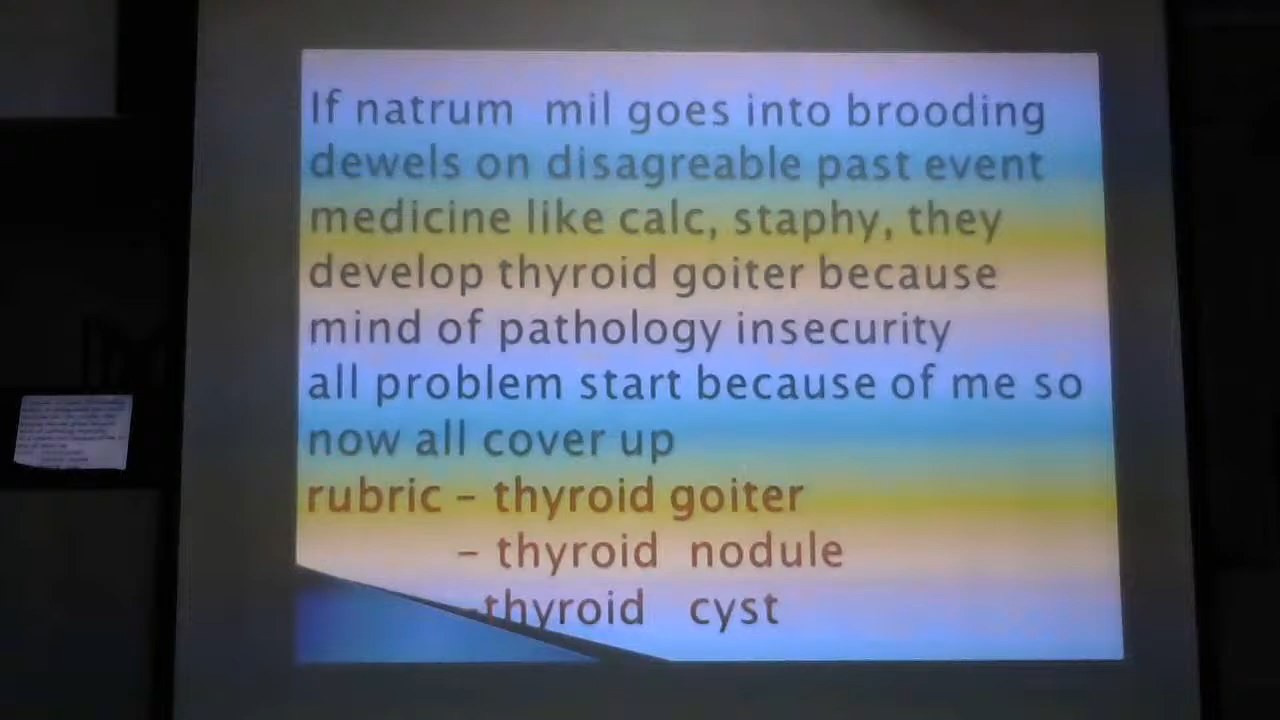 If natrum mil goes into brooding
dewels on disagreable past event
medicine like calc, staphy, they
develop thyroid goiter because
mind of pathology insecurity
all problem start because of me so
now all cover up
rubric – thyroid goiter
– thyroid nodule
-thyroid cyst